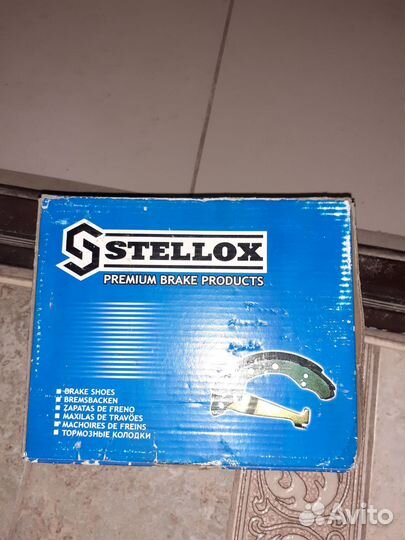 STELLOX
PREMIUM BRAKE PRODUCTS
BRAKE SHOES
BREMSBACKEN
ZAPATAS DE FRENO
MAXILAS DE TRAVÕES
MACHOIRES DE FREINS
ТОРМОЗНЫЕ КОЛОДКИ
Avito